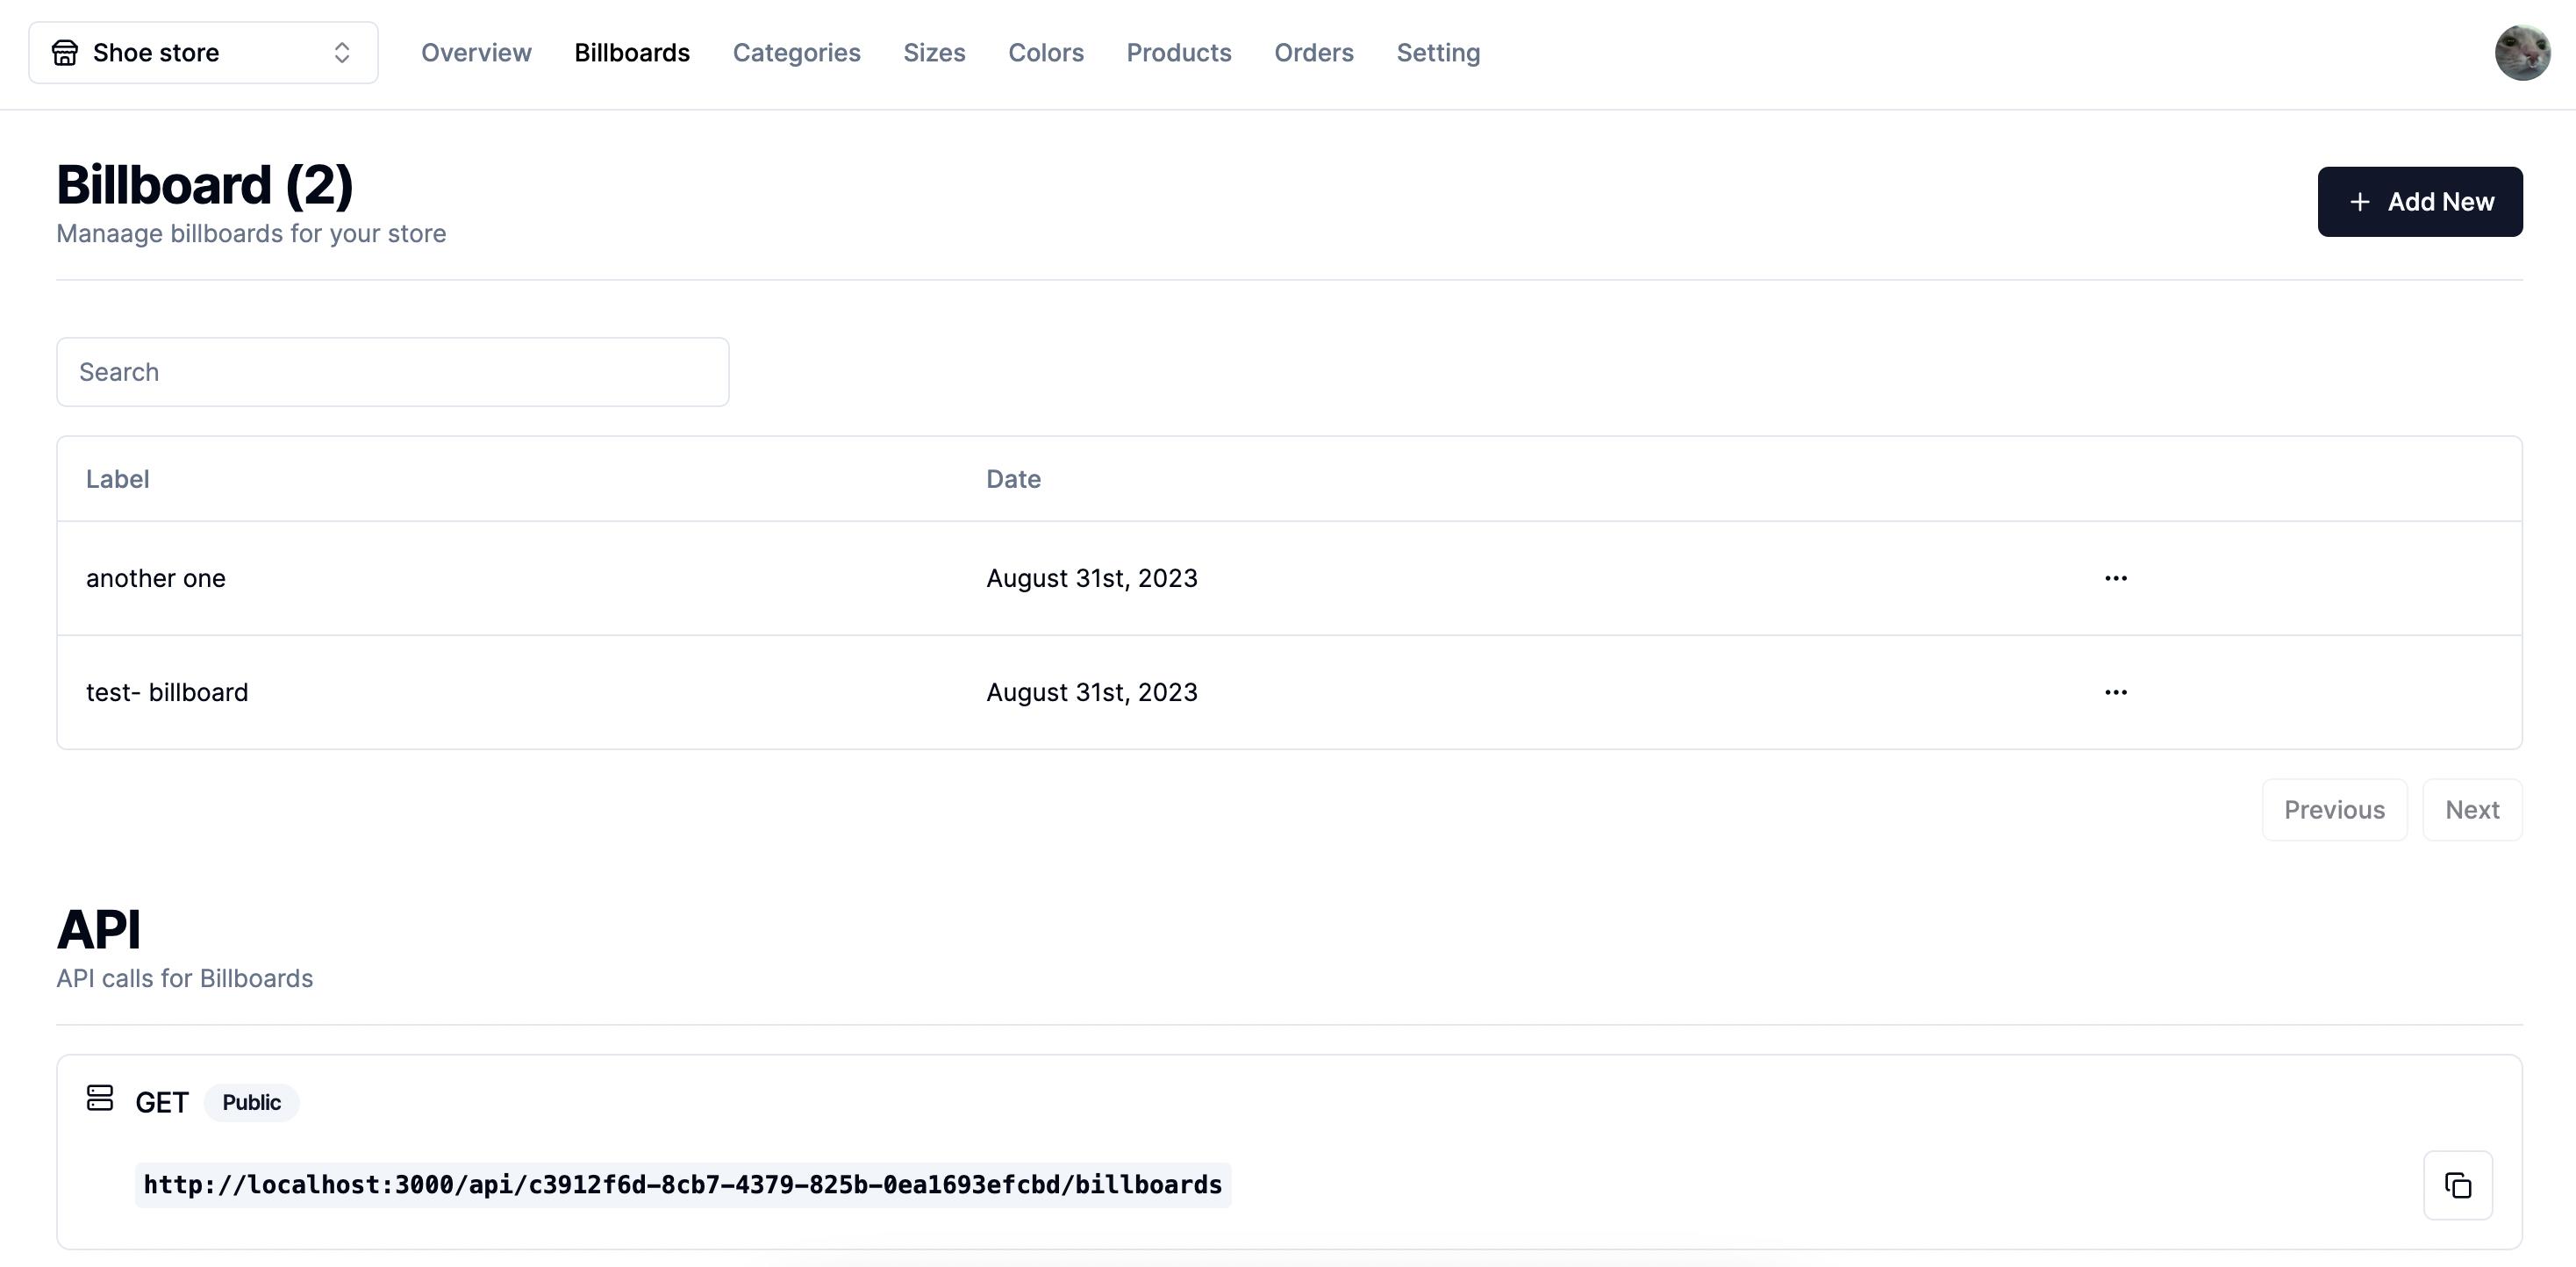 Shoe store Overview Billboards Categories Sizes Colors Products Orders Setting
Billboard (2)
Manaage billboards for your store
+ Add New
Search
Label Date
another one August 31st, 2023 ...
test- billboard August 31st, 2023 ...
Previous Next
API
API calls for Billboards
GET Public
http://localhost:3000/api/c3912f6d-8cb7-4379-825b-0ea1693efcbd/billboards